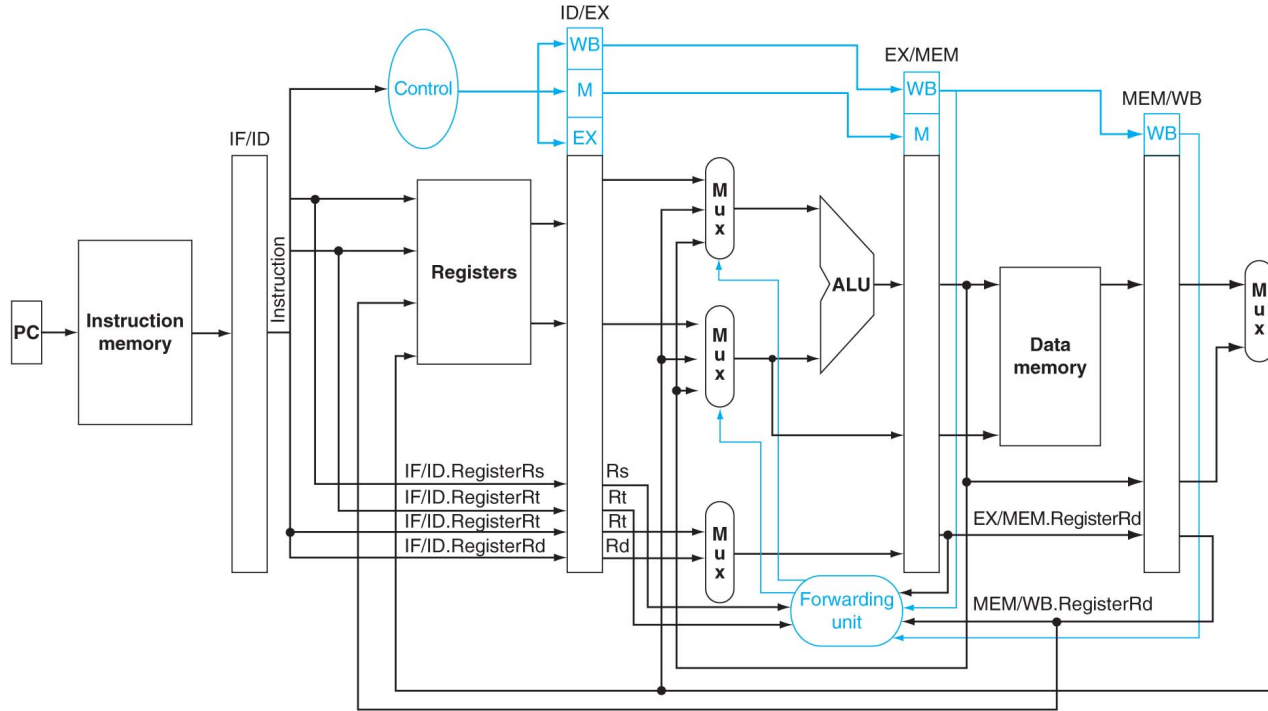 ID/EX
WB
EX/MEM
Control
M
WB
MEM/WB
IF/ID
EX
M
WB
M
u
x
Instruction
Registers
ALU
M
u
x
PC
Instruction
memory
M
u
x
Data
memory
IF/ID.RegisterRs
Rs
IF/ID.RegisterRt
Rt
IF/ID.RegisterRt
Rt
IF/ID.RegisterRd
Rd
M
u
x
EX/MEM.RegisterRd
Forwarding
unit
MEM/WB.RegisterRd